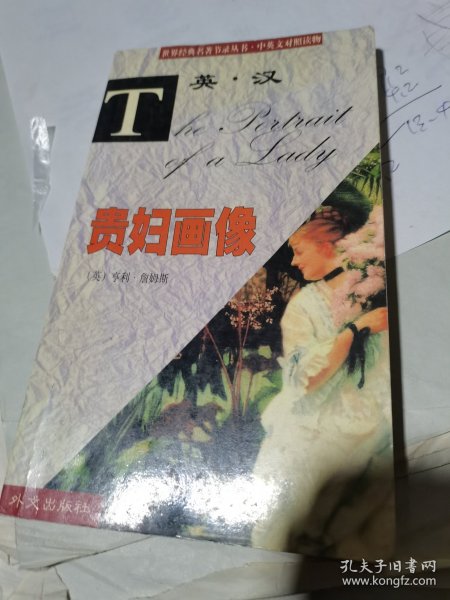 世界经典名著节录丛书·中英文对照读物
英·汉
The Portrait
of a Lady
贵妇画像
(英) 亨利·詹姆斯
外文出版社
孔夫子旧书网
www.kongfz.com